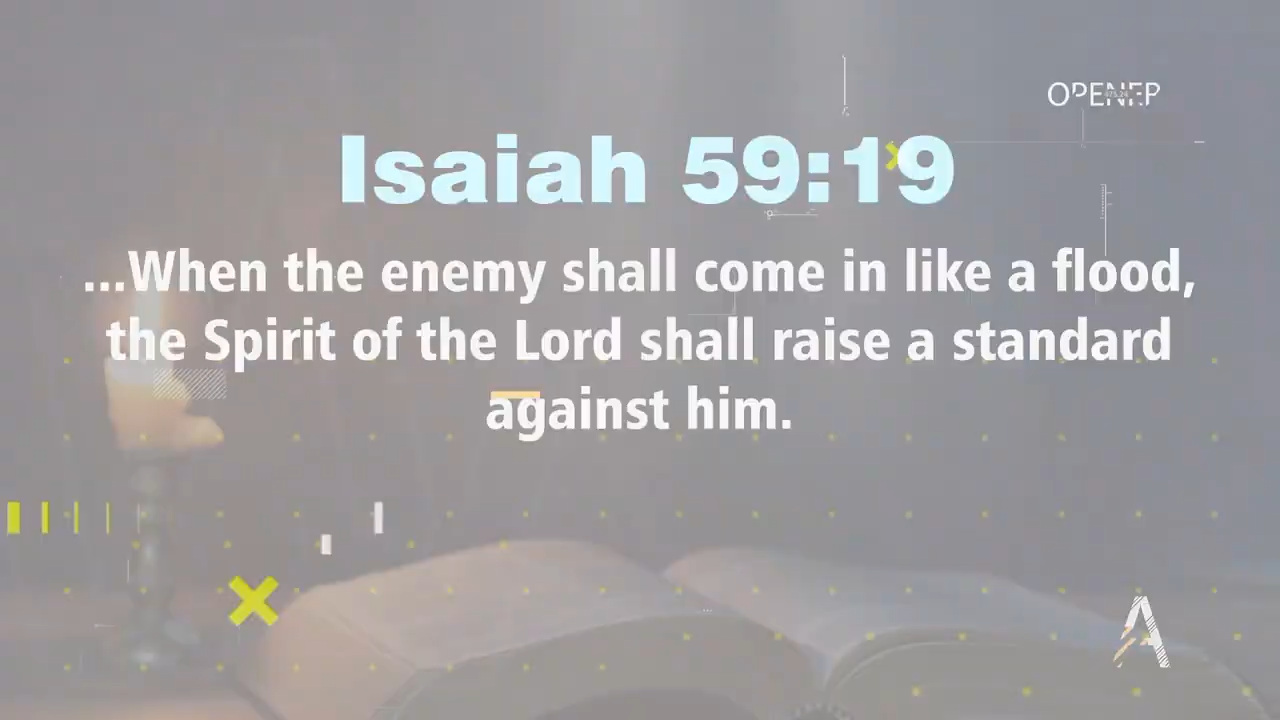 OPENER
Isaiah 59:19
...When the enemy shall come in like a flood,
the Spirit of the Lord shall raise a standard
against him.
A